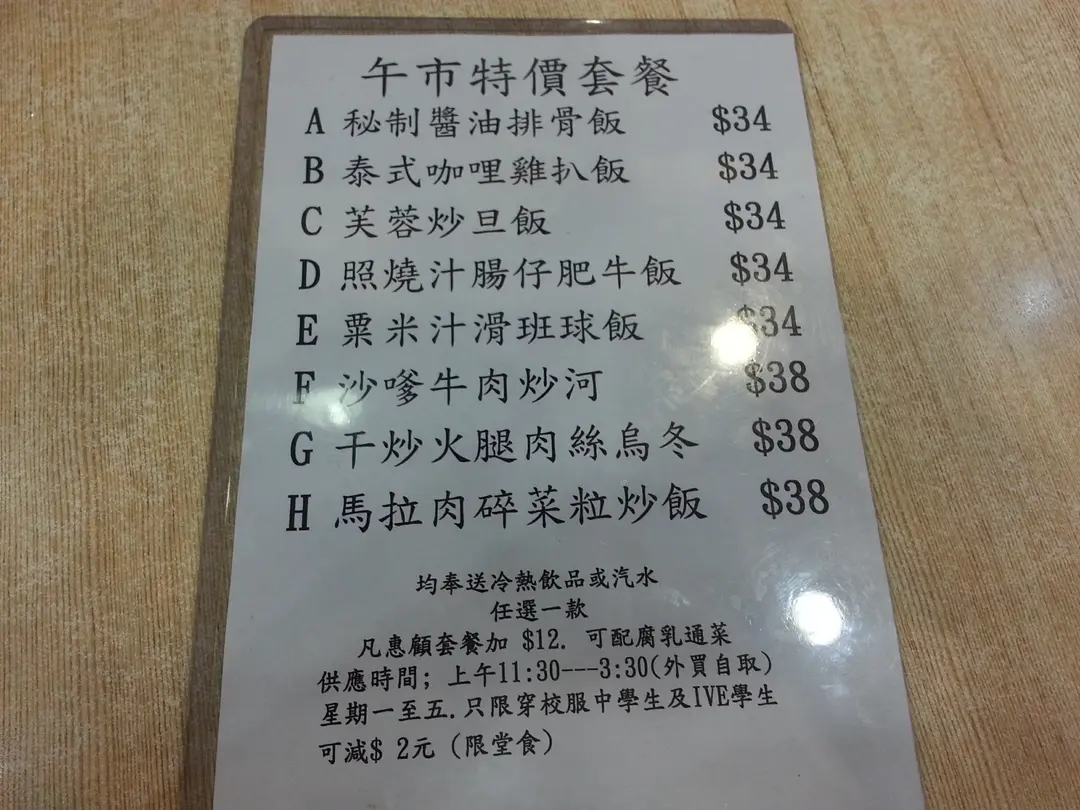 午市特價套餐
A 秘制醬油排骨飯 $34
B 泰式咖哩雞扒飯 $34
C 芙蓉炒旦飯 $34
D 照燒汁腸仔肥牛飯 $34
E 粟米汁滑班球飯 $34
F 沙嗲牛肉炒河 $38
G 干炒火腿肉絲烏冬 $38
H 馬拉肉碎菜粒炒飯 $38
均奉送冷熱飲品或汽水
任選一款
凡惠顧套餐加 $12. 可配腐乳通菜
供應時間; 上午11:30---3:30(外買自取)
星期一至五.只限穿校服中學生及IVE學生
可減$ 2元 (限堂食)